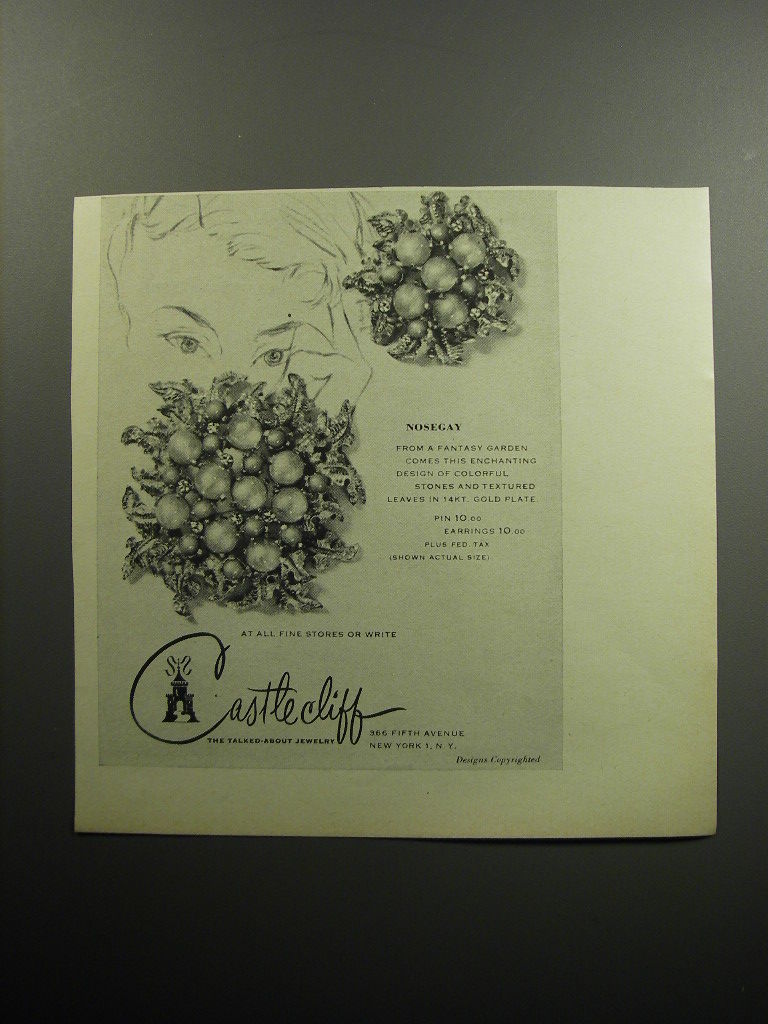 NOSEGAY
FROM A FANTASY GARDEN
COMES THIS ENCHANTING
DESIGN OF COLORFUL
STONES AND TEXTURED
LEAVES IN 14KT. GOLD PLATE.
PIN 10.00
EARRINGS 10.00
PLUS FED. TAX
(SHOWN ACTUAL SIZE)
AT ALL FINE STORES OR WRITE
Castlecliff
THE TALKED-ABOUT JEWELRY
366 FIFTH AVENUE
NEW YORK 1, N.Y.
Designs Copyrighted